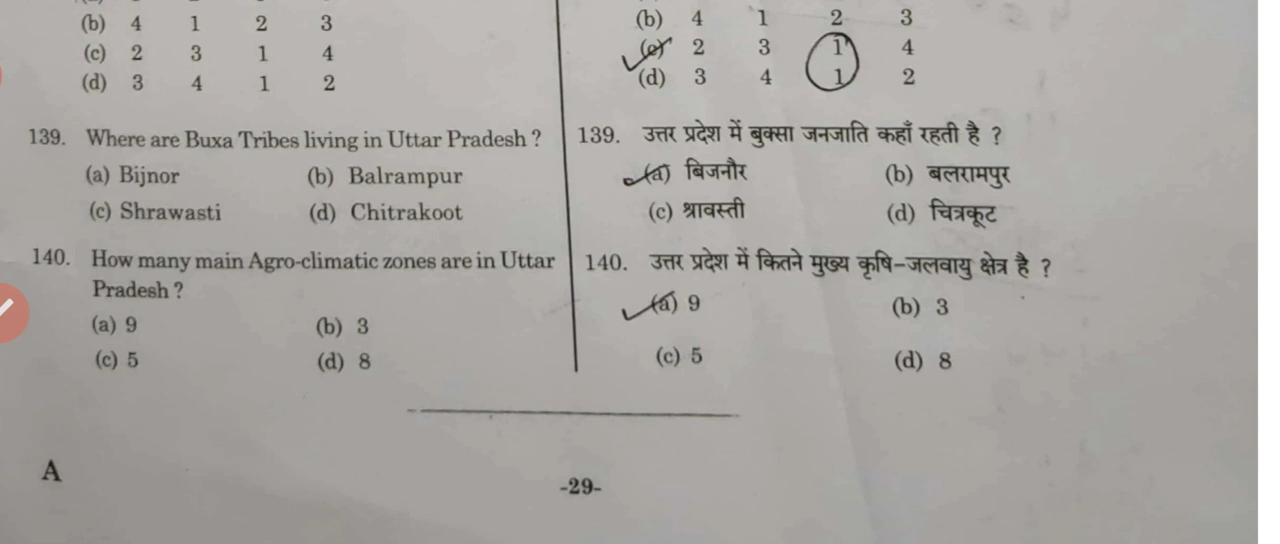 (b) 4 1 2 3
(c) 2 3 1 4
(d) 3 4 1 2
139. Where are Buxa Tribes living in Uttar Pradesh ?
(a) Bijnor (b) Balrampur
(c) Shrawasti (d) Chitrakoot
140. How many main Agro-climatic zones are in Uttar
Pradesh ?
(a) 9 (b) 3
(c) 5 (d) 8
(b) 4 1 2 3
(c) 2 3 1 4
(d) 3 4 1 2
139. उत्तर प्रदेश में बुक्सा जनजाति कहाँ रहती है ?
(a) बिजनौर (b) बलरामपुर
(c) श्रावस्ती (d) चित्रकूट
140. उत्तर प्रदेश में कितने मुख्य कृषि-जलवायु क्षेत्र है ?
(a) 9 (b) 3
(c) 5 (d) 8
A
-29-